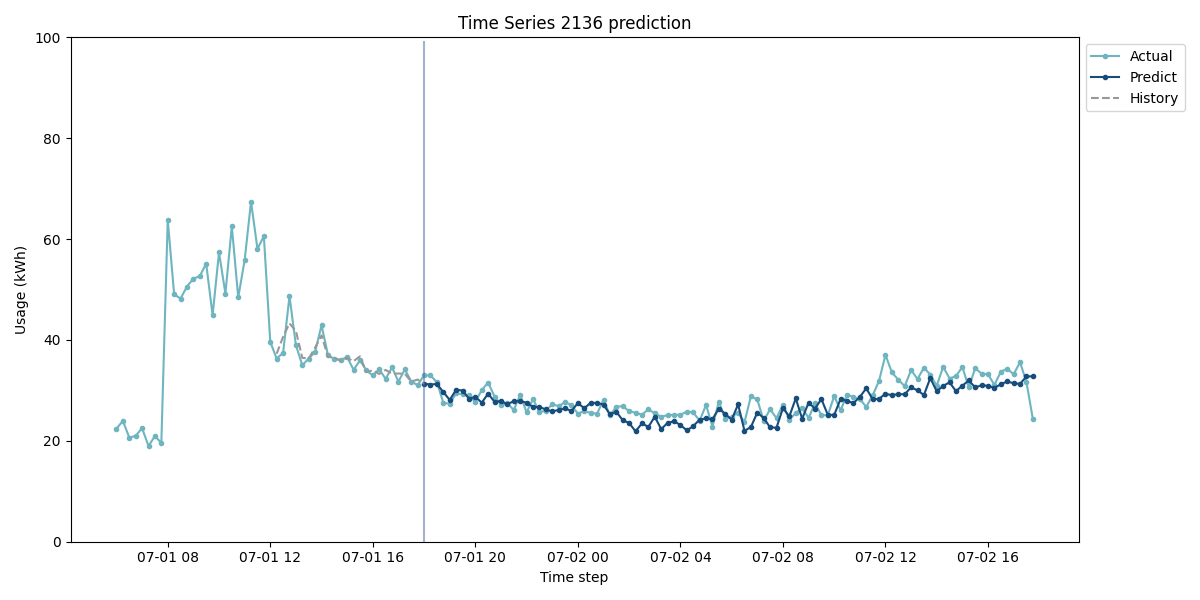 Time Series 2136 prediction
Usage (kWh)
100
80
60
40
20
0
07-01 08
07-01 12
07-01 16
07-01 20
07-02 00
07-02 04
07-02 08
07-02 12
07-02 16
Time step
Actual
Predict
History